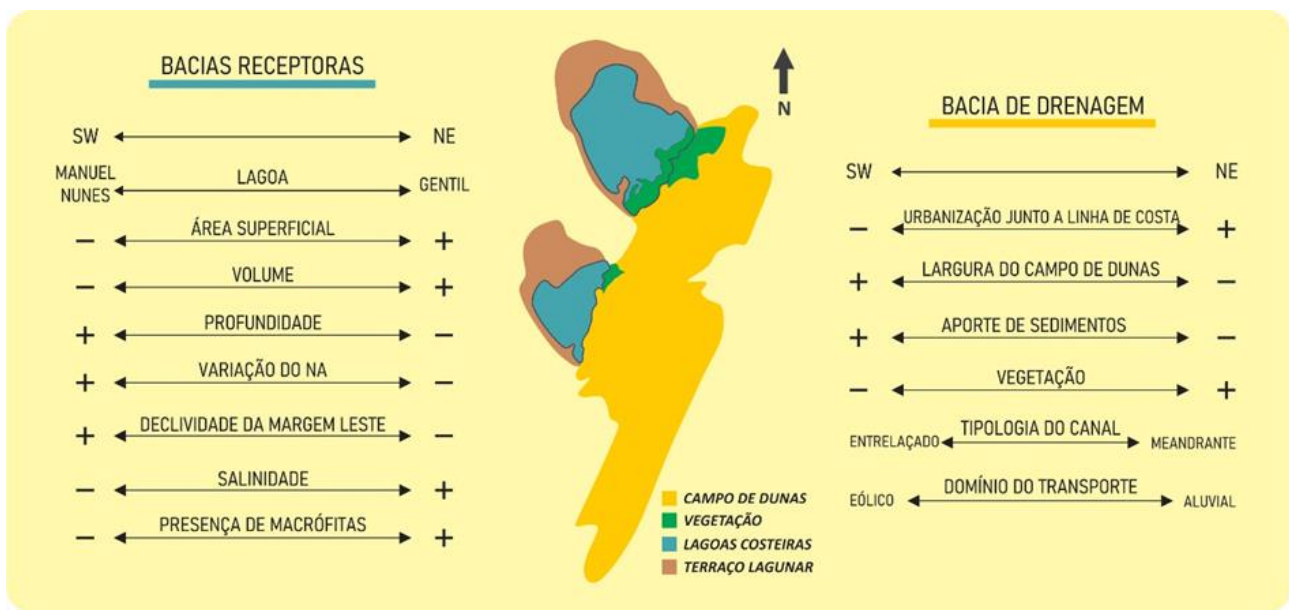 BACIAS RECEPTORAS
SW NE
MANUEL
NUNES LAGOA GENTIL
- ÁREA SUPERFICIAL +
- VOLUME +
+ PROFUNDIDADE -
+ VARIAÇÃO DO NA -
+ DECLIVIDADE DA MARGEM LESTE -
- SALINIDADE +
- PRESENÇA DE MACRÓFITAS +
N
CAMPO DE DUNAS
VEGETAÇÃO
LAGOAS COSTEIRAS
TERRAÇO LAGUNAR
BACIA DE DRENAGEM
SW NE
- URBANIZAÇÃO JUNTO A LINHA DE COSTA +
+ LARGURA DO CAMPO DE DUNAS -
+ APORTE DE SEDIMENTOS -
- VEGETAÇÃO +
ENTRELAÇADO TIPOLOGIA DO CANAL MEANDRANTE
EÓLICO DOMÍNIO DO TRANSPORTE ALUVIAL